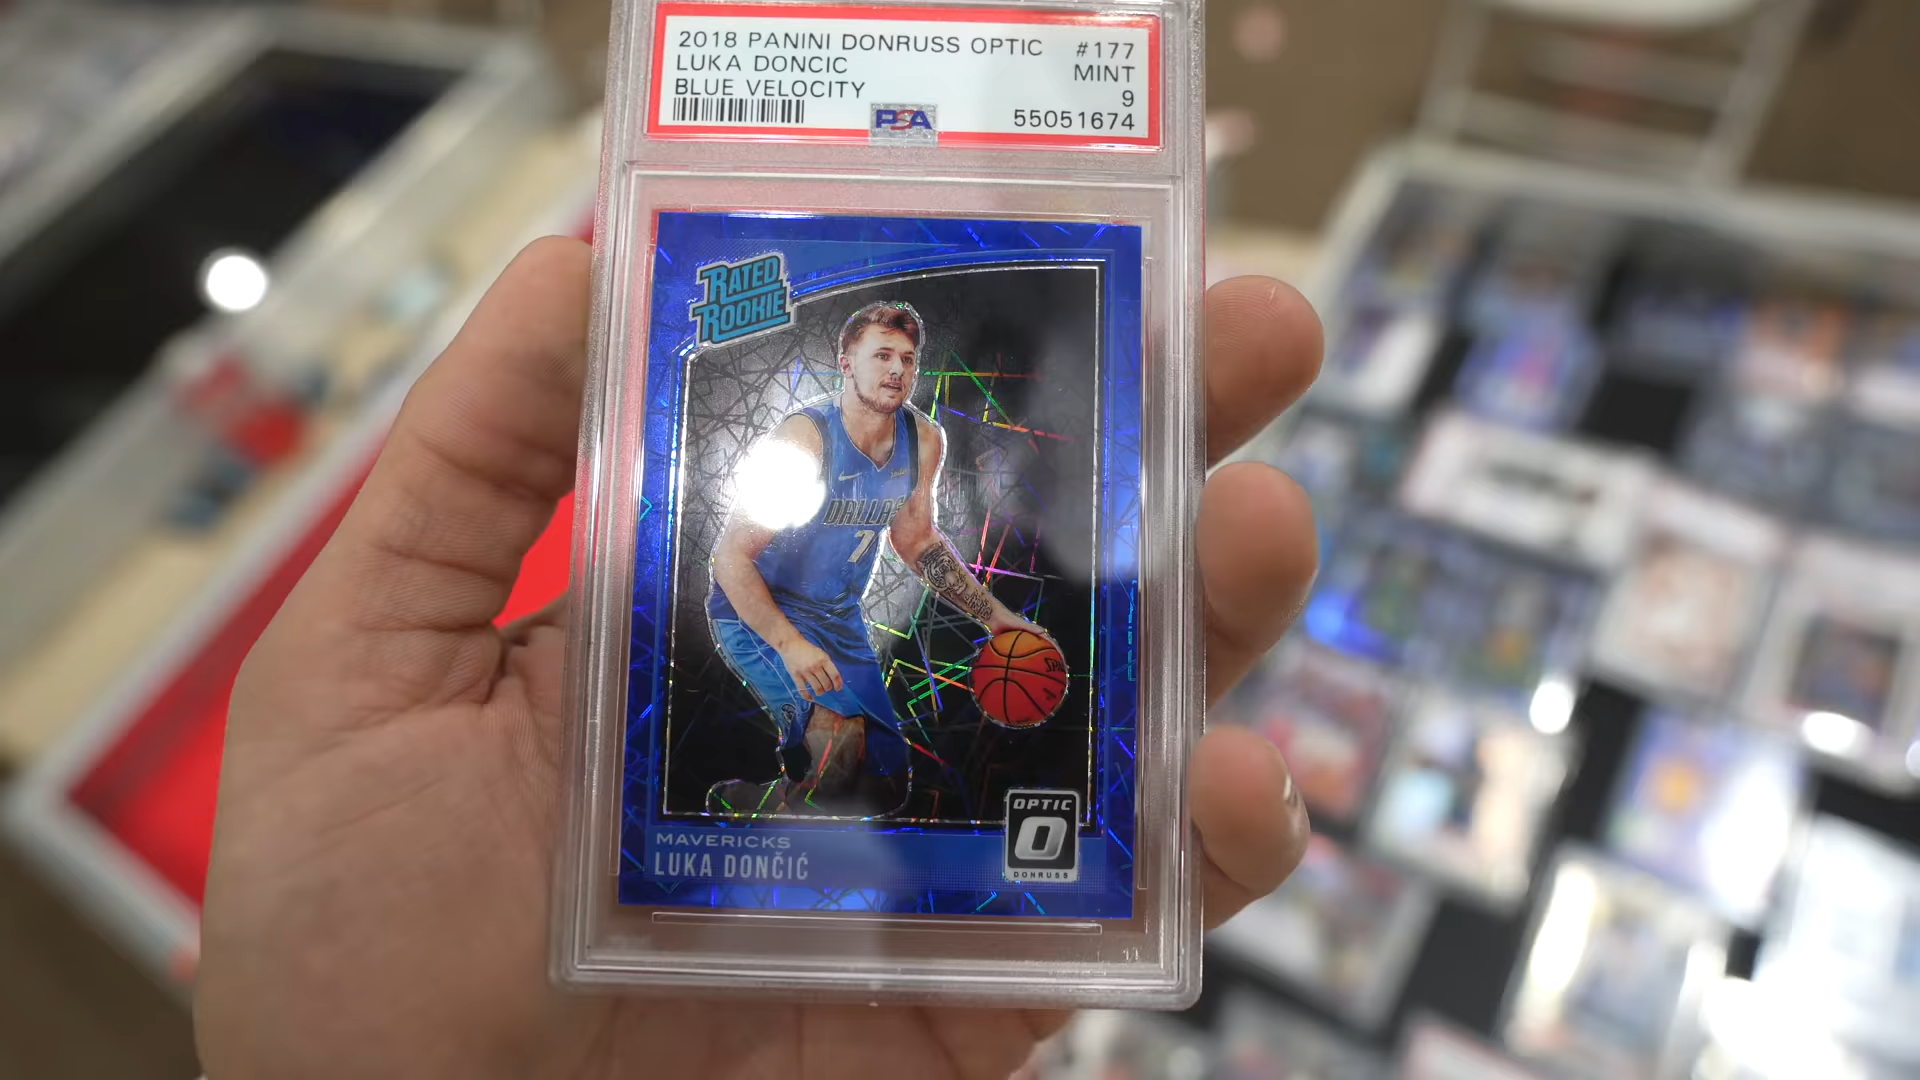 2018 PANINI DONRUSS OPTIC #177
LUKA DONCIC MINT
BLUE VELOCITY 9
PSA 55051674
RATED
ROOKIE
DALLAS
7
OPTIC
O
DONRUSS
MAVERICKS
LUKA DONČIĆ